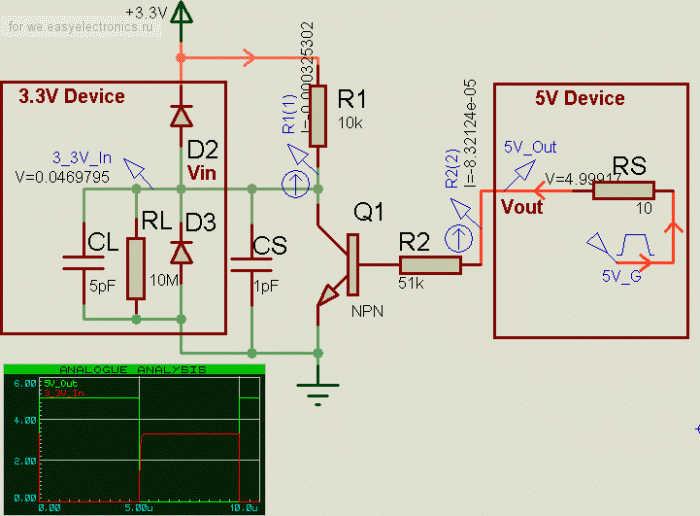 +3.3V
for we.easyelectronics.ru
3.3V Device
D2
Vin
3_3V_In
V=0.0469795
CL
5pF
RL
10M
D3
CS
1pF
R1(1)
I=-0.000325302
R1
10k
Q1
NPN
R2
51k
R2(2)
I=-8.32124e-05
5V Device
5V_Out
V=4.99917
Vout
RS
10
5V_G
ANALOGUE ANALYSIS
6.00
5V_Out
3_3V_In
4.00
2.00
0.00
0.00
5.00u
10.0u